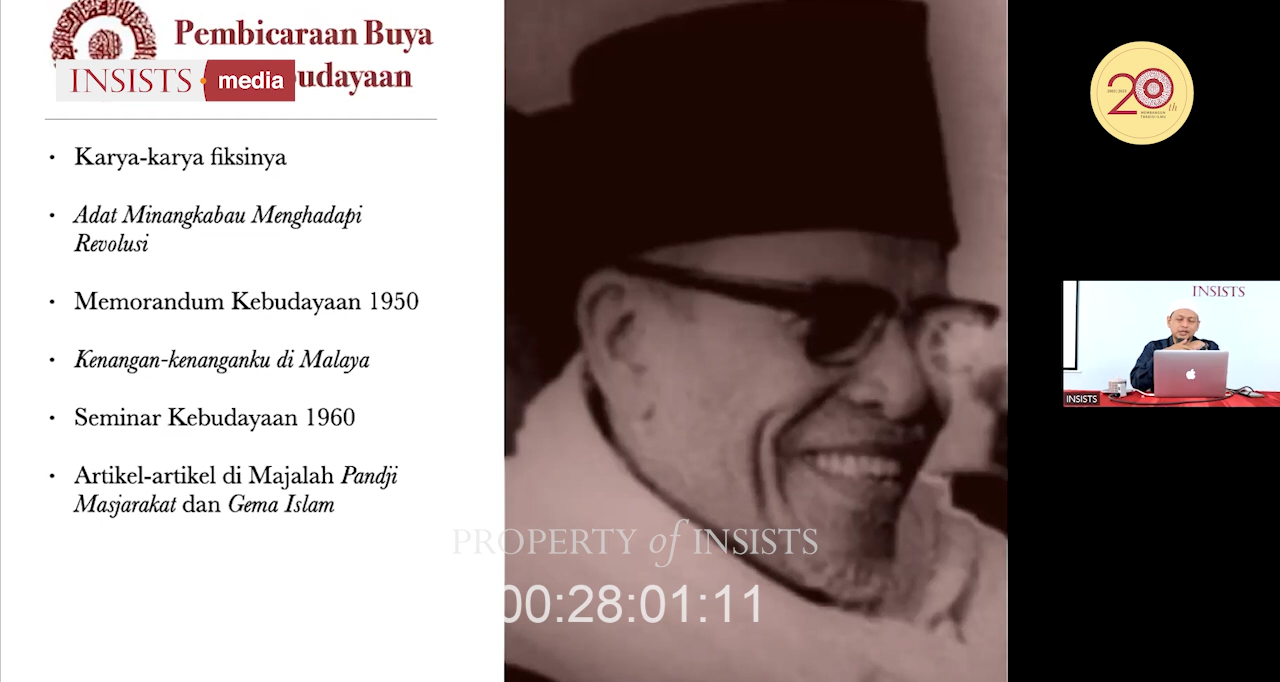 Pembicaraan Buya
INSISTS media udayaan
• Karya-karya fiksinya
• Adat Minangkabau Menghadapi
Revolusi
• Memorandum Kebudayaan 1950
• Kenangan-kenanganku di Malaya
• Seminar Kebudayaan 1960
• Artikel-artikel di Majalah Pandji
Masjarakat dan Gema Islam
PROPERTY of INSISTS
00:28:01:11
20th
INSISTS
INSISTS